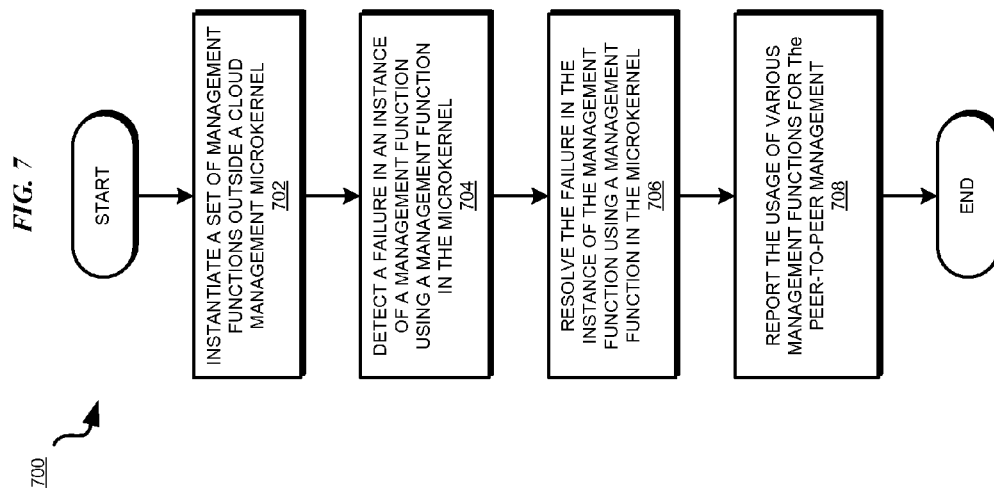 FIG. 7
700
START
INSTANTIATE A SET OF MANAGEMENT
FUNCTIONS OUTSIDE A CLOUD
MANAGEMENT MICROKERNEL
702
DETECT A FAILURE IN AN INSTANCE
OF A MANAGEMENT FUNCTION
USING A MANAGEMENT FUNCTION
IN THE MICROKERNEL
704
RESOLVE THE FAILURE IN THE
INSTANCE OF THE MANAGEMENT
FUNCTION USING A MANAGEMENT
FUNCTION IN THE MICROKERNEL
706
REPORT THE USAGE OF VARIOUS
MANAGEMENT FUNCTIONS FOR The
PEER-TO-PEER MANAGEMENT
708
END